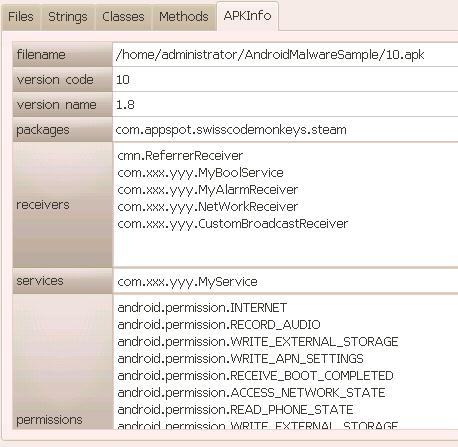 Files Strings Classes Methods APKInfo
filename /home/administrator/AndroidMalwareSample/10.apk
version code 10
version name 1.8
packages com.appspot.swisscodemonkeys.steam
receivers
cmn.ReferrerReceiver
com.xxx.yyy.MyBoolService
com.xxx.yyy.MyAlarmReceiver
com.xxx.yyy.NetWorkReceiver
com.xxx.yyy.CustomBroadcastReceiver
services com.xxx.yyy.MyService
permissions
android.permission.INTERNET
android.permission.RECORD_AUDIO
android.permission.WRITE_EXTERNAL_STORAGE
android.permission.WRITE_APN_SETTINGS
android.permission.RECEIVE_BOOT_COMPLETED
android.permission.ACCESS_NETWORK_STATE
android.permission.READ_PHONE_STATE
android.permission.WRITE_EXTERNAL_STORAGE